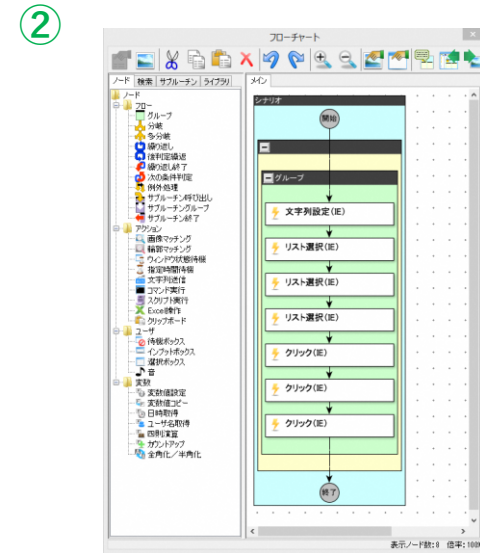 ②
フローチャート
ノード 検索 サブルーチン ライブラリ
メイン
ノード
フロー
グループ
分岐
多分岐
繰り返し
後判定繰返
繰り返し終了
次の条件判定
例外処理
サブルーチン呼び出し
サブルーチングループ
サブルーチン終了
アクション
画像マッチング
輪郭マッチング
ウィンドウ状態待機
指定時間待機
文字列送信
コマンド実行
スクリプト実行
Excel操作
クリップボード
ユーザ
待機ボックス
インプットボックス
選択ボックス
音
変数
変数値設定
変数値コピー
日時取得
ユーザ名取得
四則演算
カウントアップ
全角化/半角化
シナリオ
開始
グループ
文字列設定(IE)
リスト選択(IE)
リスト選択(IE)
リスト選択(IE)
クリック(IE)
クリック(IE)
クリック(IE)
終了
表示ノード数:8 倍率:100%